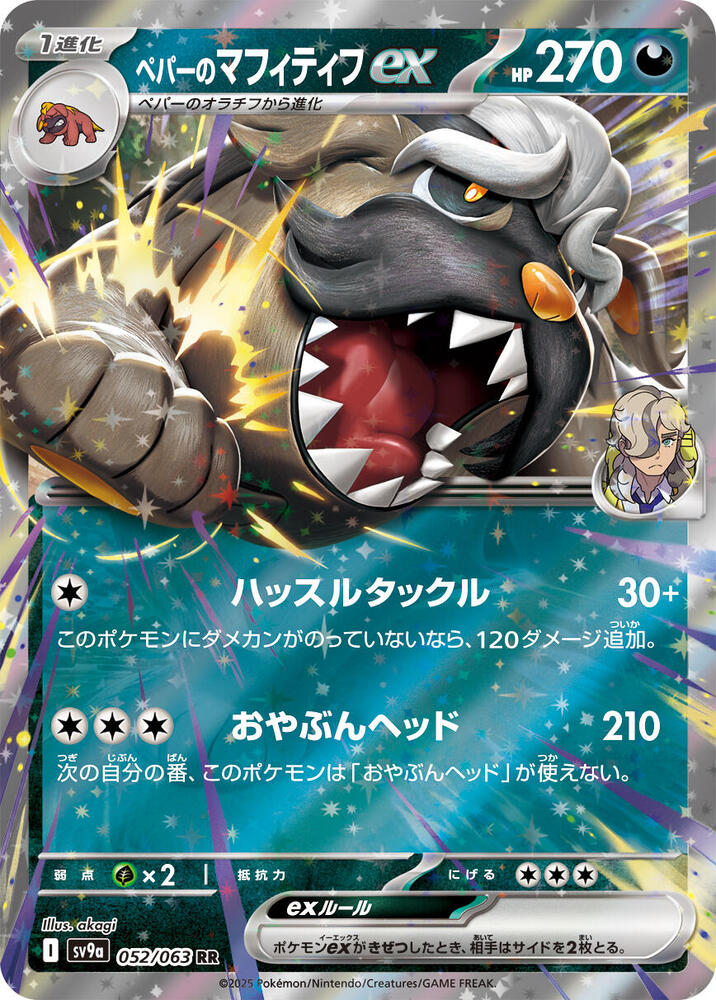 1進化
ペパーのマフィティフex HP270
ペパーのオラチフから進化
ハッスルタックル 30+
このポケモンにダメカンがのっていないなら、120ダメージ追加。
おやぶんヘッド 210
次の自分の番、このポケモンは「おやぶんヘッド」が使えない。
弱点 ×2 抵抗力 にげる
exルール
ポケモンexがきぜつしたとき、相手はサイドを2枚とる。
Illus. akagi
I sv9a 052/063 RR
©2025 Pokémon/Nintendo/Creatures/GAME FREAK.